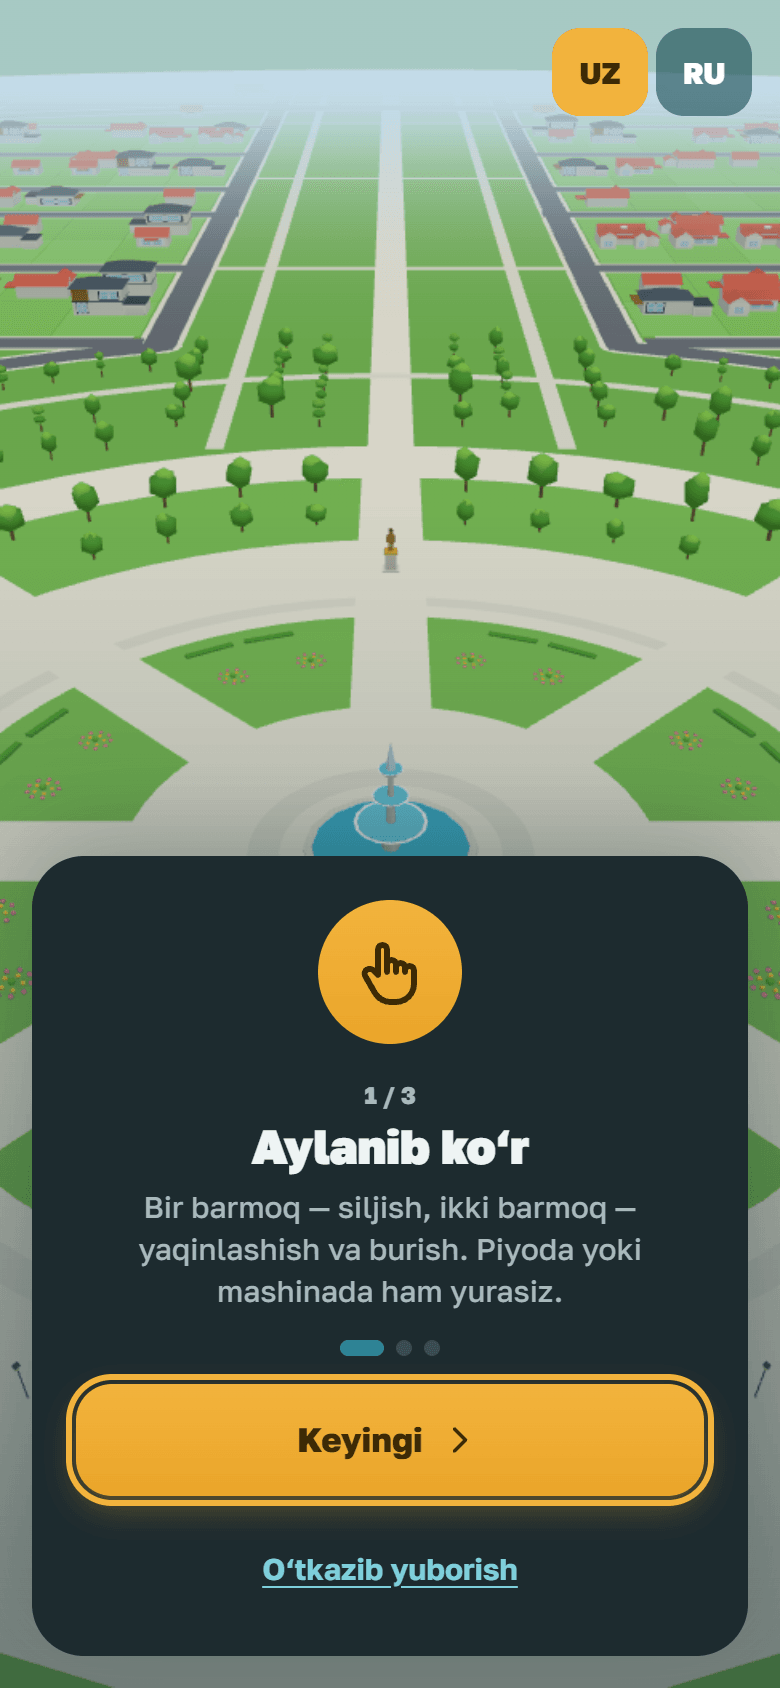 UZ RU
1 / 3
Aylanib ko‘r
Bir barmoq — siljish, ikki barmoq —
yaqinlashish va burish. Piyoda yoki
mashinada ham yurasiz.
Keyingi
O‘tkazib yuborish